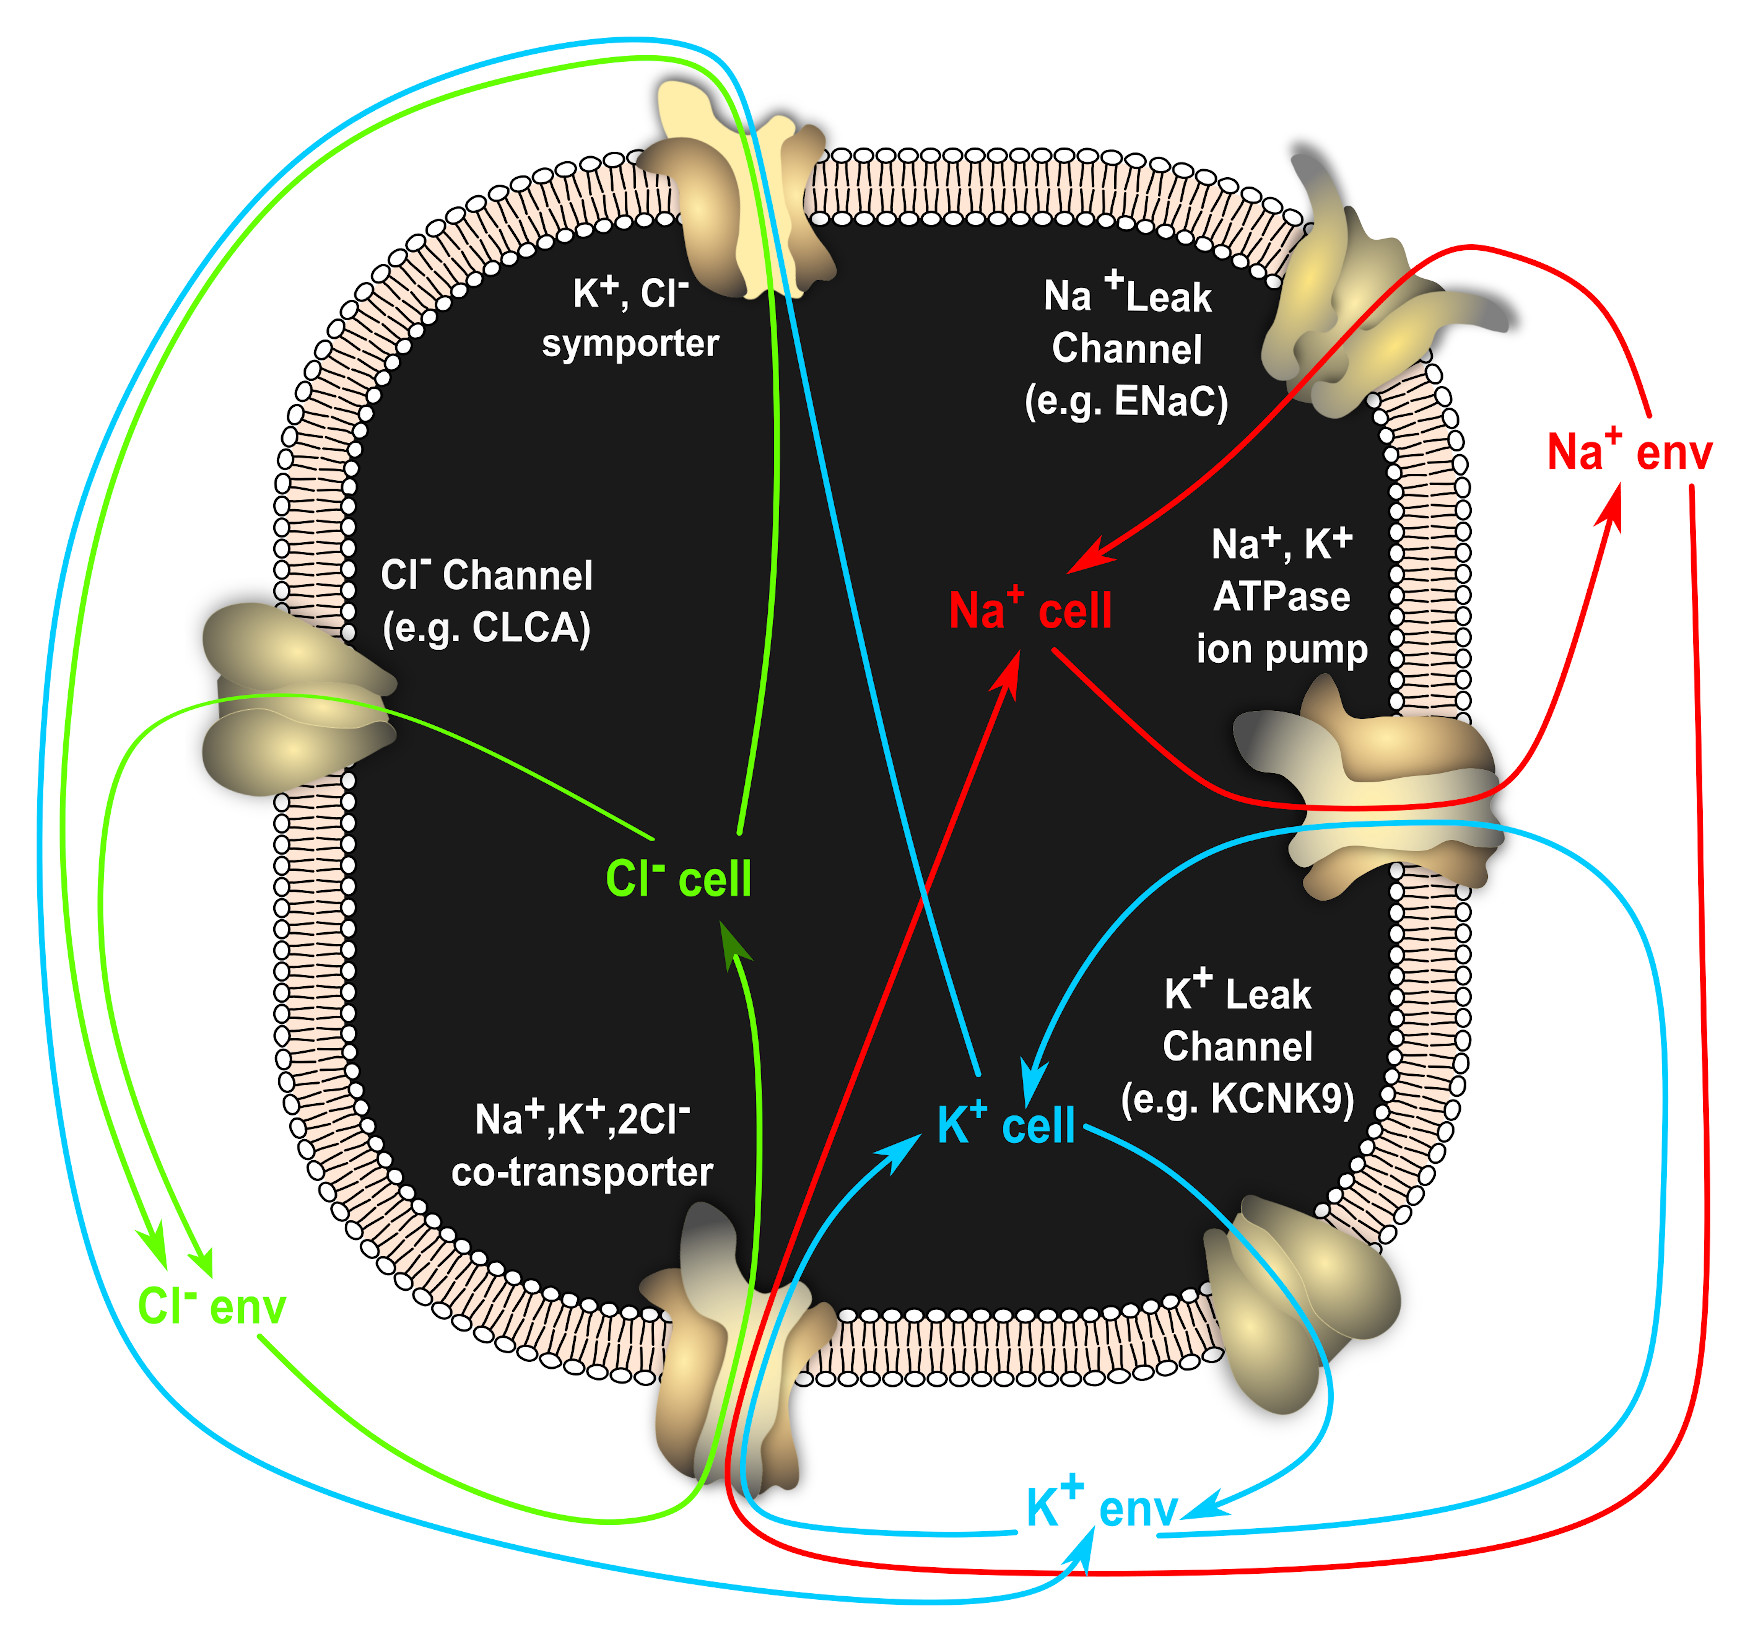 K⁺, Cl⁻
symporter
Na ⁺Leak
Channel
(e.g. ENaC)
Na⁺ env
Cl⁻ Channel
(e.g. CLCA)
Na⁺ cell
Na⁺, K⁺
ATPase
ion pump
Cl⁻ cell
K⁺ Leak
Channel
(e.g. KCNK9)
Na⁺,K⁺,2Cl⁻
co-transporter
K⁺ cell
Cl⁻ env
K⁺ env